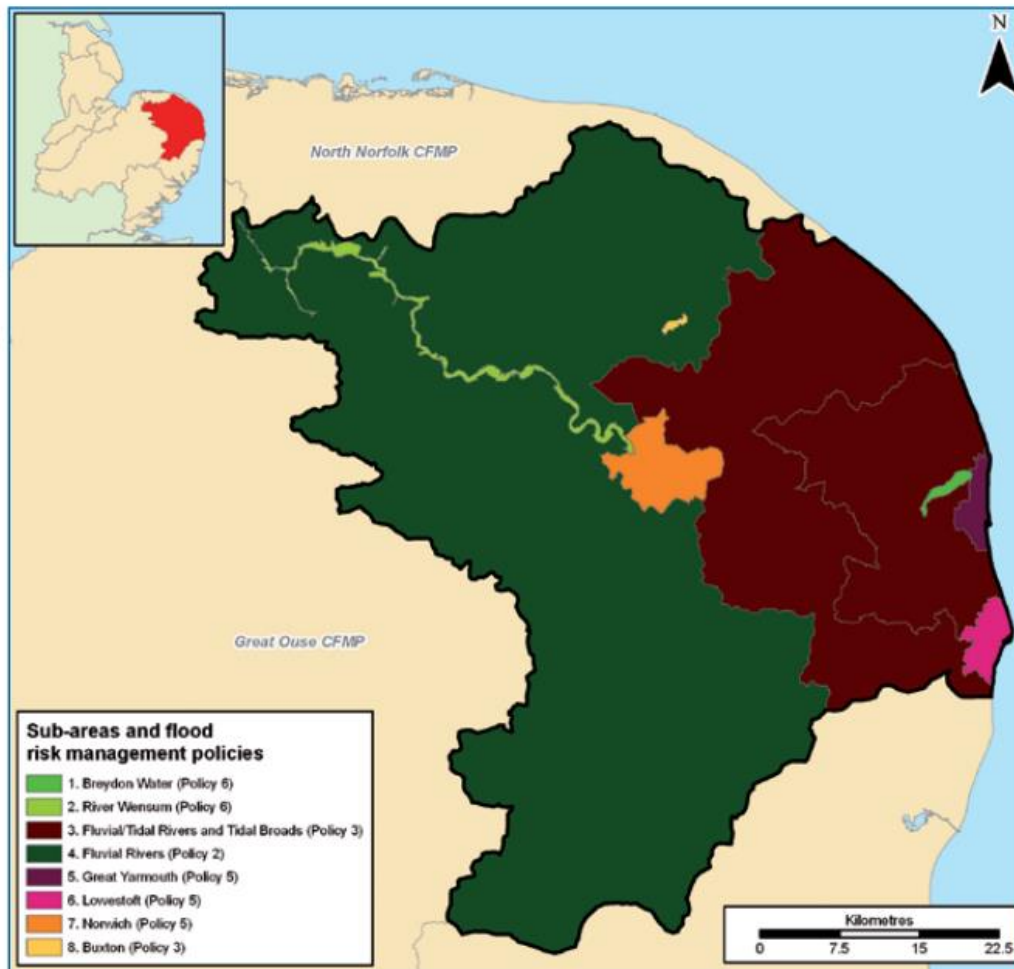 N
North Norfolk CFMP
Great Ouse CFMP
Sub-areas and flood
risk management policies
1. Breydon Water (Policy 6)
2. River Wensum (Policy 6)
3. Fluvial/Tidal Rivers and Tidal Broads (Policy 3)
4. Fluvial Rivers (Policy 2)
5. Great Yarmouth (Policy 5)
6. Lowestoft (Policy 5)
7. Norwich (Policy 5)
8. Buxton (Policy 3)
Kilometres
0 7.5 15 22.5